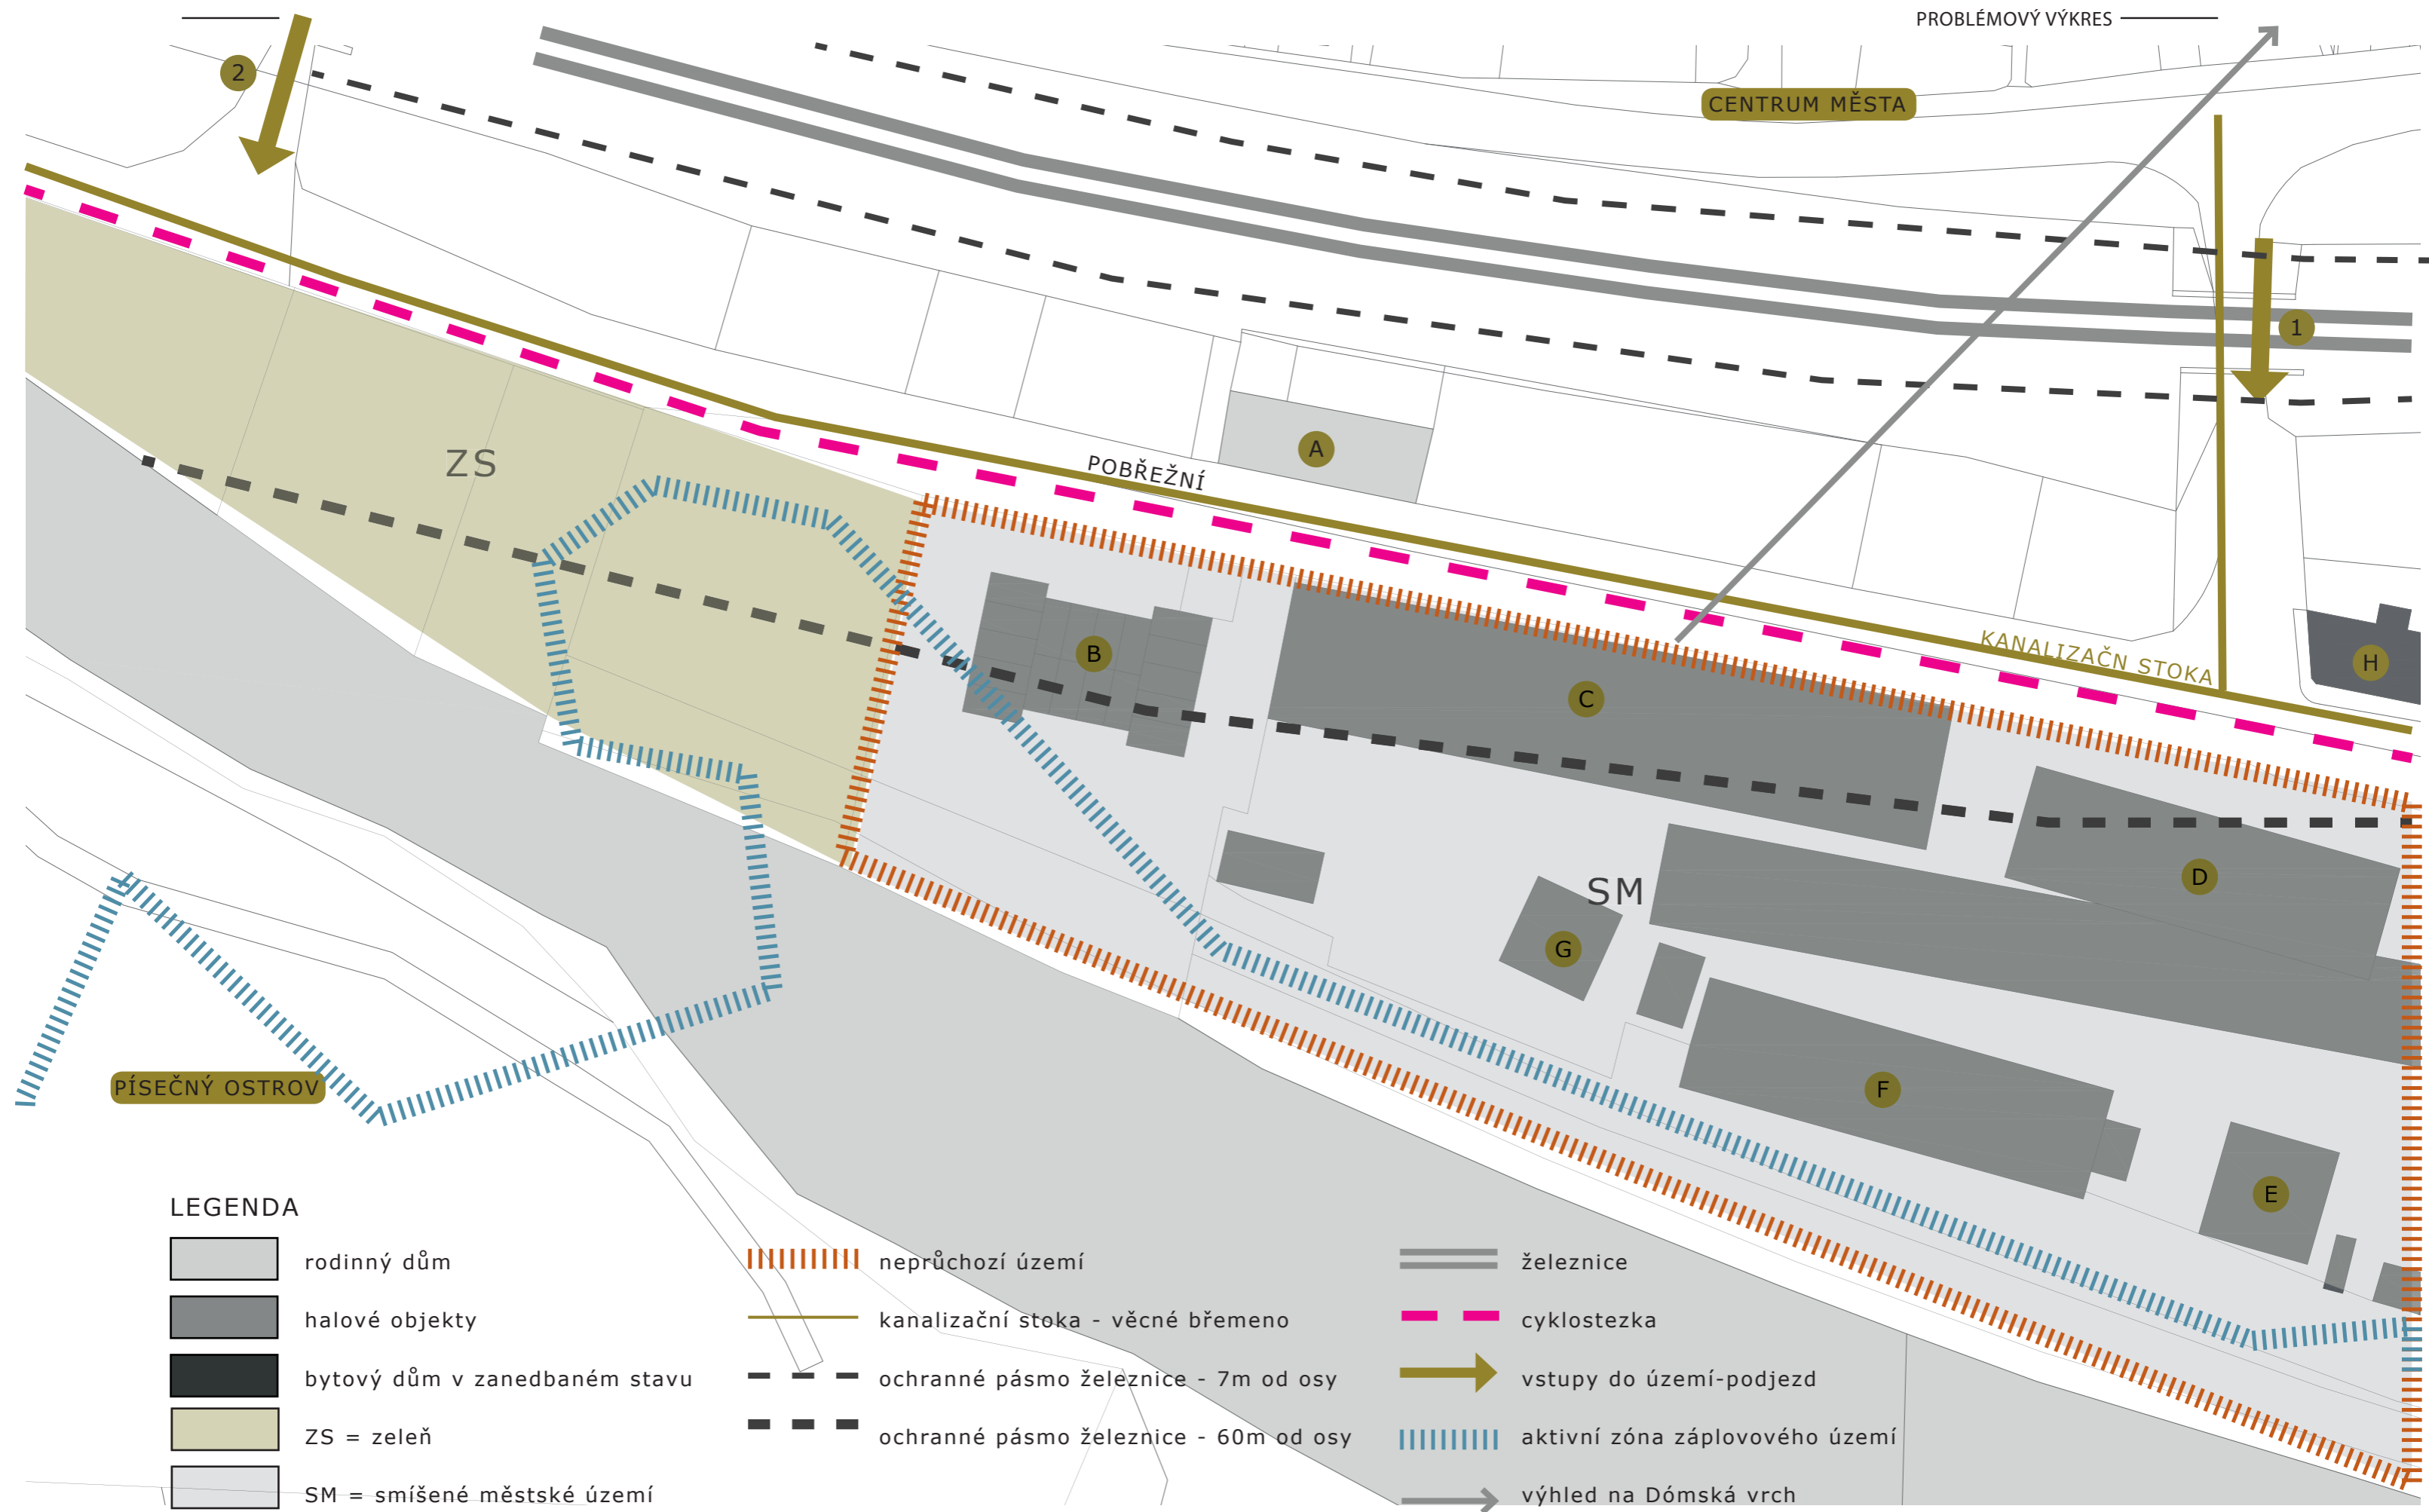 PROBLÉMOVÝ VÝKRES
2
CENTRUM MĚSTA
1
A
ZS
POBŘEŽNÍ
B
C
KANALIZAČN STOKA
H
D
SM
G
F
E
PÍSEČNÝ OSTROV
LEGENDA
rodinný dům
halové objekty
bytový dům v zanedbaném stavu
ZS = zeleň
SM = smíšené městské území
neprůchozí území
kanalizační stoka - věcné břemeno
ochranné pásmo železnice - 7m od osy
ochranné pásmo železnice - 60m od osy
železnice
cyklostezka
vstupy do území-podjezd
aktivní zóna záplovového území
výhled na Dómská vrch